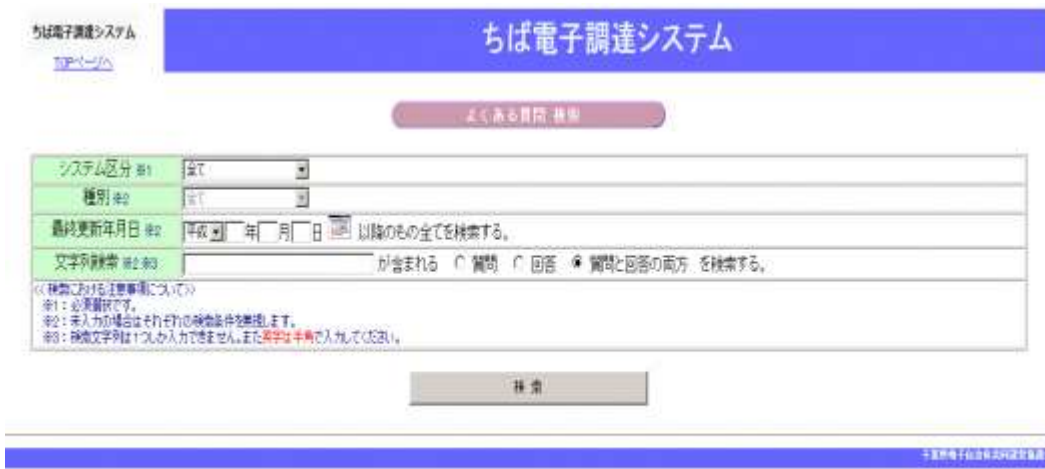 ちば電子調達システム
TOPページへ
ちば電子調達システム
よくある質問 検索
システム区分 ※1 全て
種別 ※2 全て
最終更新年月日 ※2 平成 年 月 日 以降のもの全てを検索する。
文字列検索 ※2 ※3 が含まれる 質問 回答 質問と回答の両方 を検索する。
<< 検索における注意事項について>>
※1：必須選択です。
※2：未入力の場合はそれぞれの検索条件を無視します。
※3：検索文字列は1つしか入力できません。また英字は半角で入力してください。
検 索